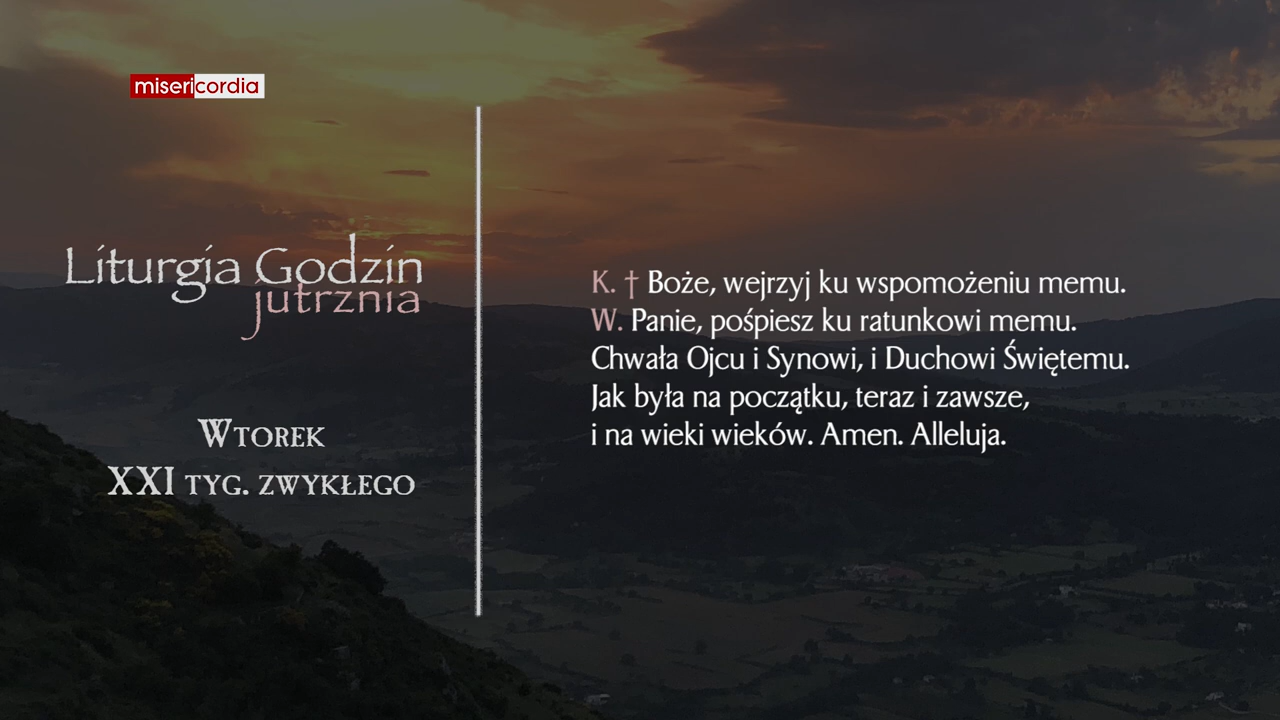 misericordia
Liturgia Godzin
jutrznia
Wtorek
XXI tyg. zwykłego
K. † Boże, wejrzyj ku wspomożeniu memu.
W. Panie, pośpiesz ku ratunkowi memu.
Chwała Ojcu i Synowi, i Duchowi Świętemu.
Jak była na początku, teraz i zawsze,
i na wieki wieków. Amen. Alleluja.